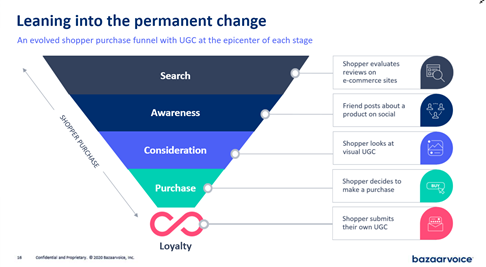 Leaning into the permanent change
An evolved shopper purchase funnel with UGC at the epicenter of each stage
SHOPPER PURCHASE
Search
Awareness
Consideration
Purchase
Loyalty
Shopper evaluates
reviews on
e-commerce sites
Friend posts about a
product on social
Shopper looks at
visual UGC
Shopper decides to
make a purchase
BUY
Shopper submits
their own UGC
16 Confidential and Proprietary. © 2020 Bazaarvoice, Inc.
bazaarvoice